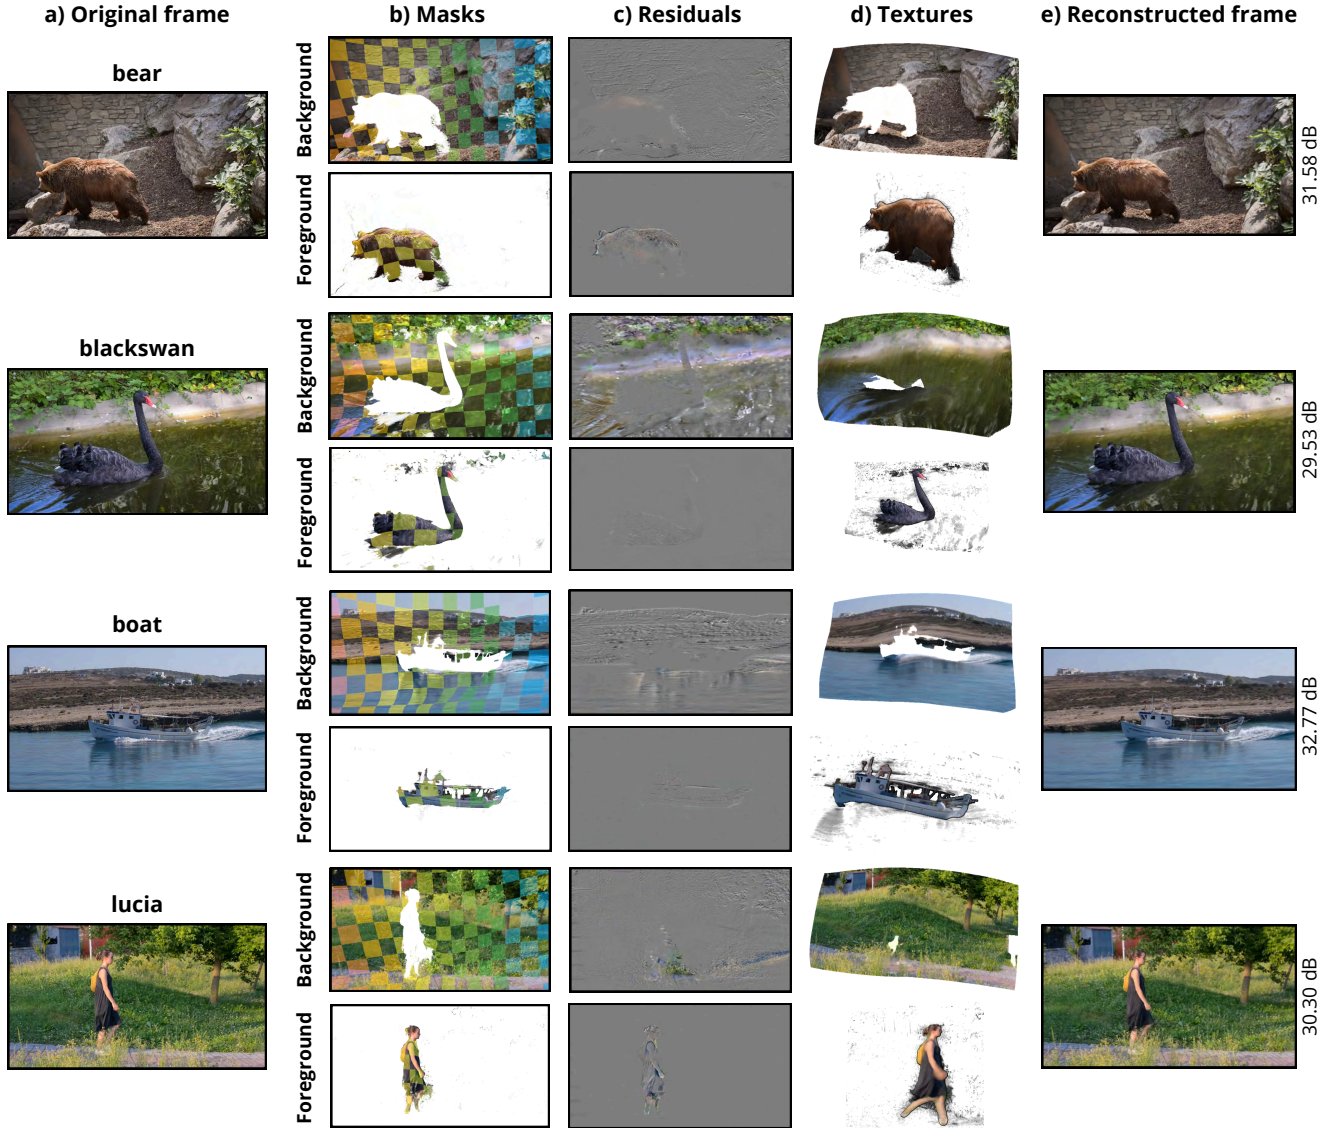 a) Original frame
b) Masks
c) Residuals
d) Textures
e) Reconstructed frame
bear
Background
Foreground
31.58 dB
blackswan
Background
Foreground
29.53 dB
boat
Background
Foreground
32.77 dB
lucia
Background
Foreground
30.30 dB